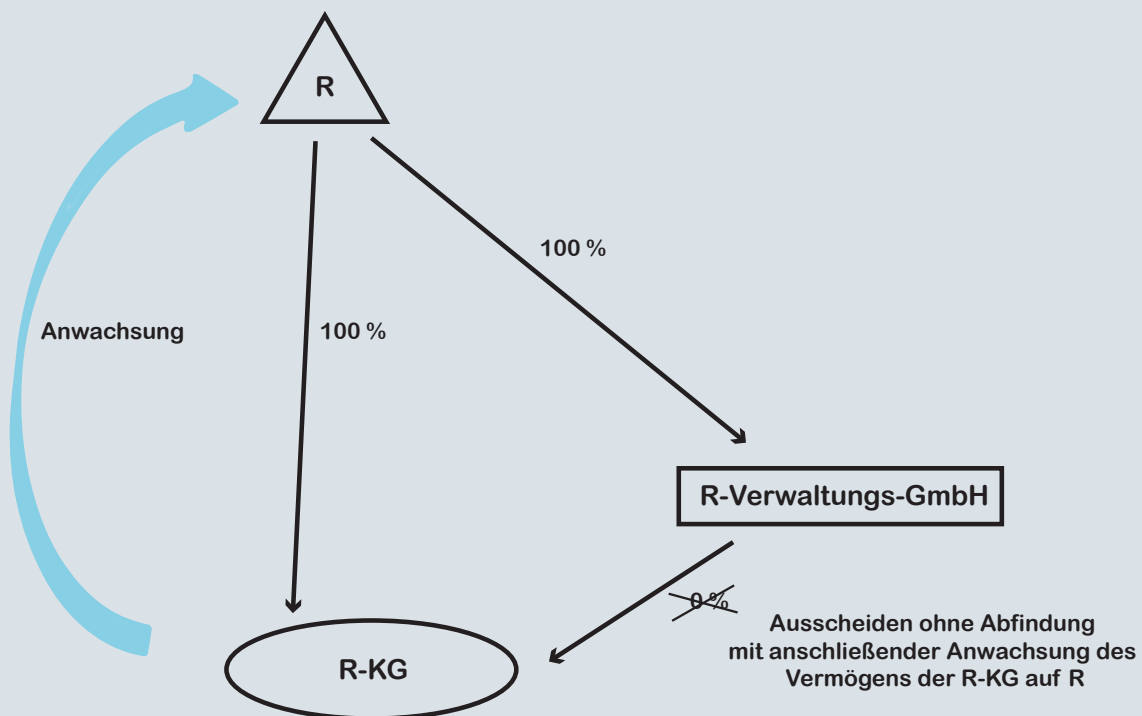 R
100 %
Anwachsung
100 %
R-Verwaltungs-GmbH
0 %
Ausscheiden ohne Abfindung
mit anschließender Anwachsung des
Vermögens der R-KG auf R
R-KG